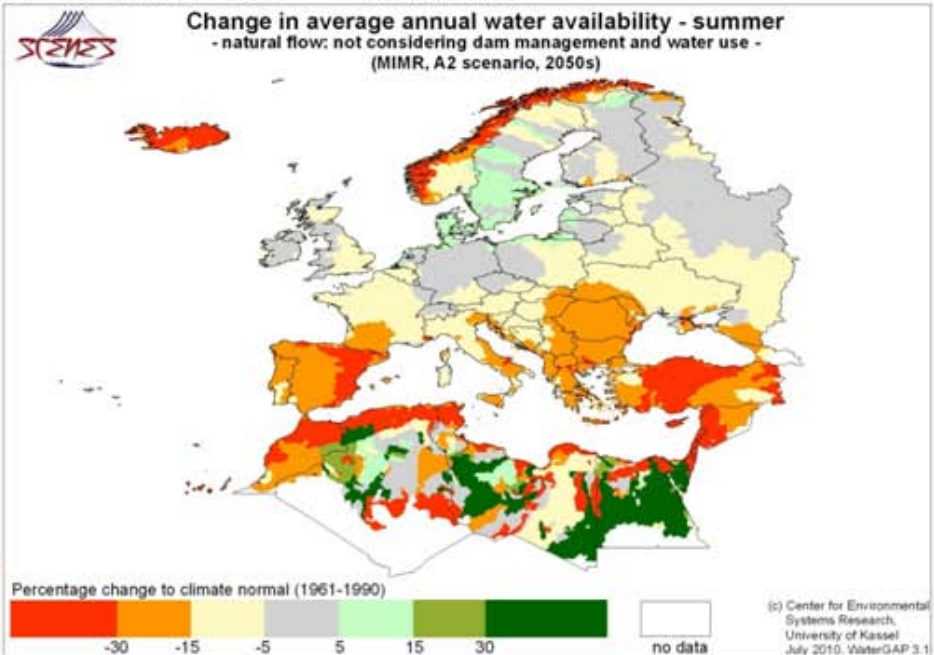 SCENES
Change in average annual water availability - summer
- natural flow: not considering dam management and water use -
(MIMR, A2 scenario, 2050s)
Percentage change to climate normal (1961-1990)
-30 -15 -5 5 15 30
no data
(c) Center for Environmental
Systems Research,
University of Kassel
July 2010, WaterGAP 3.1